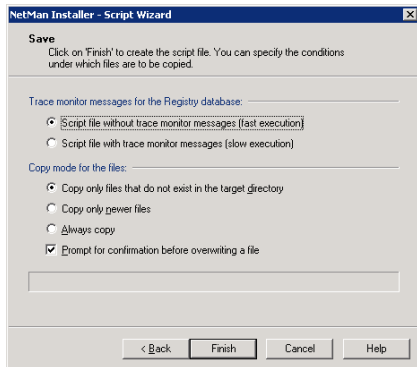 NetMan Installer - Script Wizard
Save
Click on 'Finish' to create the script file. You can specify the conditions
under which files are to be copied.
Trace monitor messages for the Registry database:
Script file without trace monitor messages (fast execution)
Script file with trace monitor messages (slow execution)
Copy mode for the files:
Copy only files that do not exist in the target directory
Copy only newer files
Always copy
Prompt for confirmation before overwriting a file
< Back
Finish
Cancel
Help